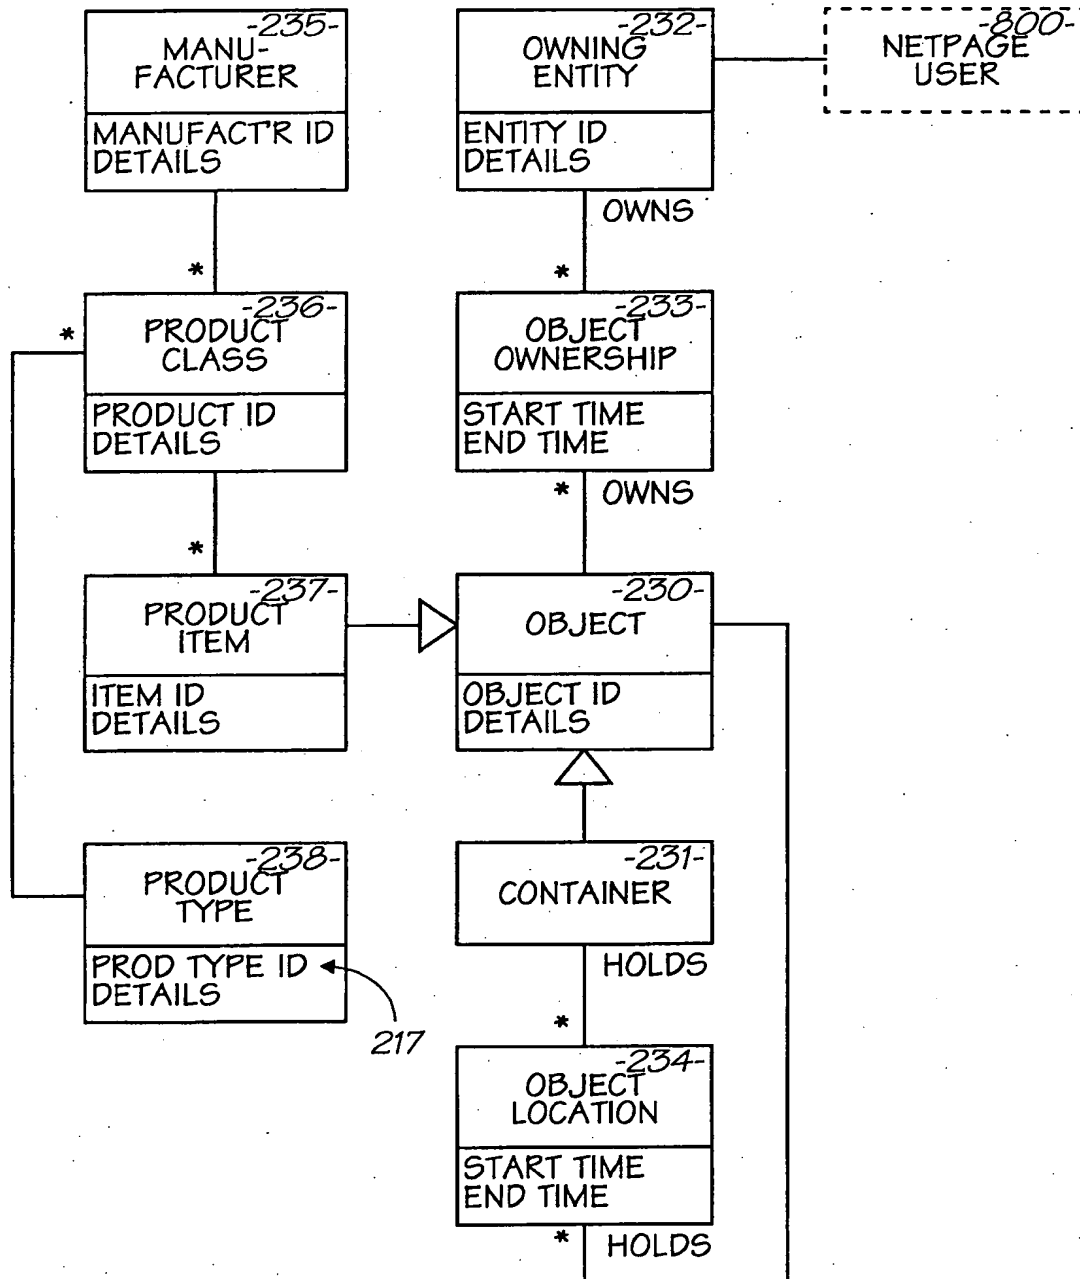 -235-
MANU-
FACTURER
MANUFACT'R ID
DETAILS
-232-
OWNING
ENTITY
ENTITY ID
DETAILS
-800-
NETPAGE
USER
OWNS
*
*
-236-
PRODUCT
CLASS
PRODUCT ID
DETAILS
*
-233-
OBJECT
OWNERSHIP
START TIME
END TIME
* OWNS
*
-237-
PRODUCT
ITEM
ITEM ID
DETAILS
-230-
OBJECT
OBJECT ID
DETAILS
-238-
PRODUCT
TYPE
PROD TYPE ID
DETAILS
217
-231-
CONTAINER
HOLDS
*
-234-
OBJECT
LOCATION
START TIME
END TIME
* HOLDS